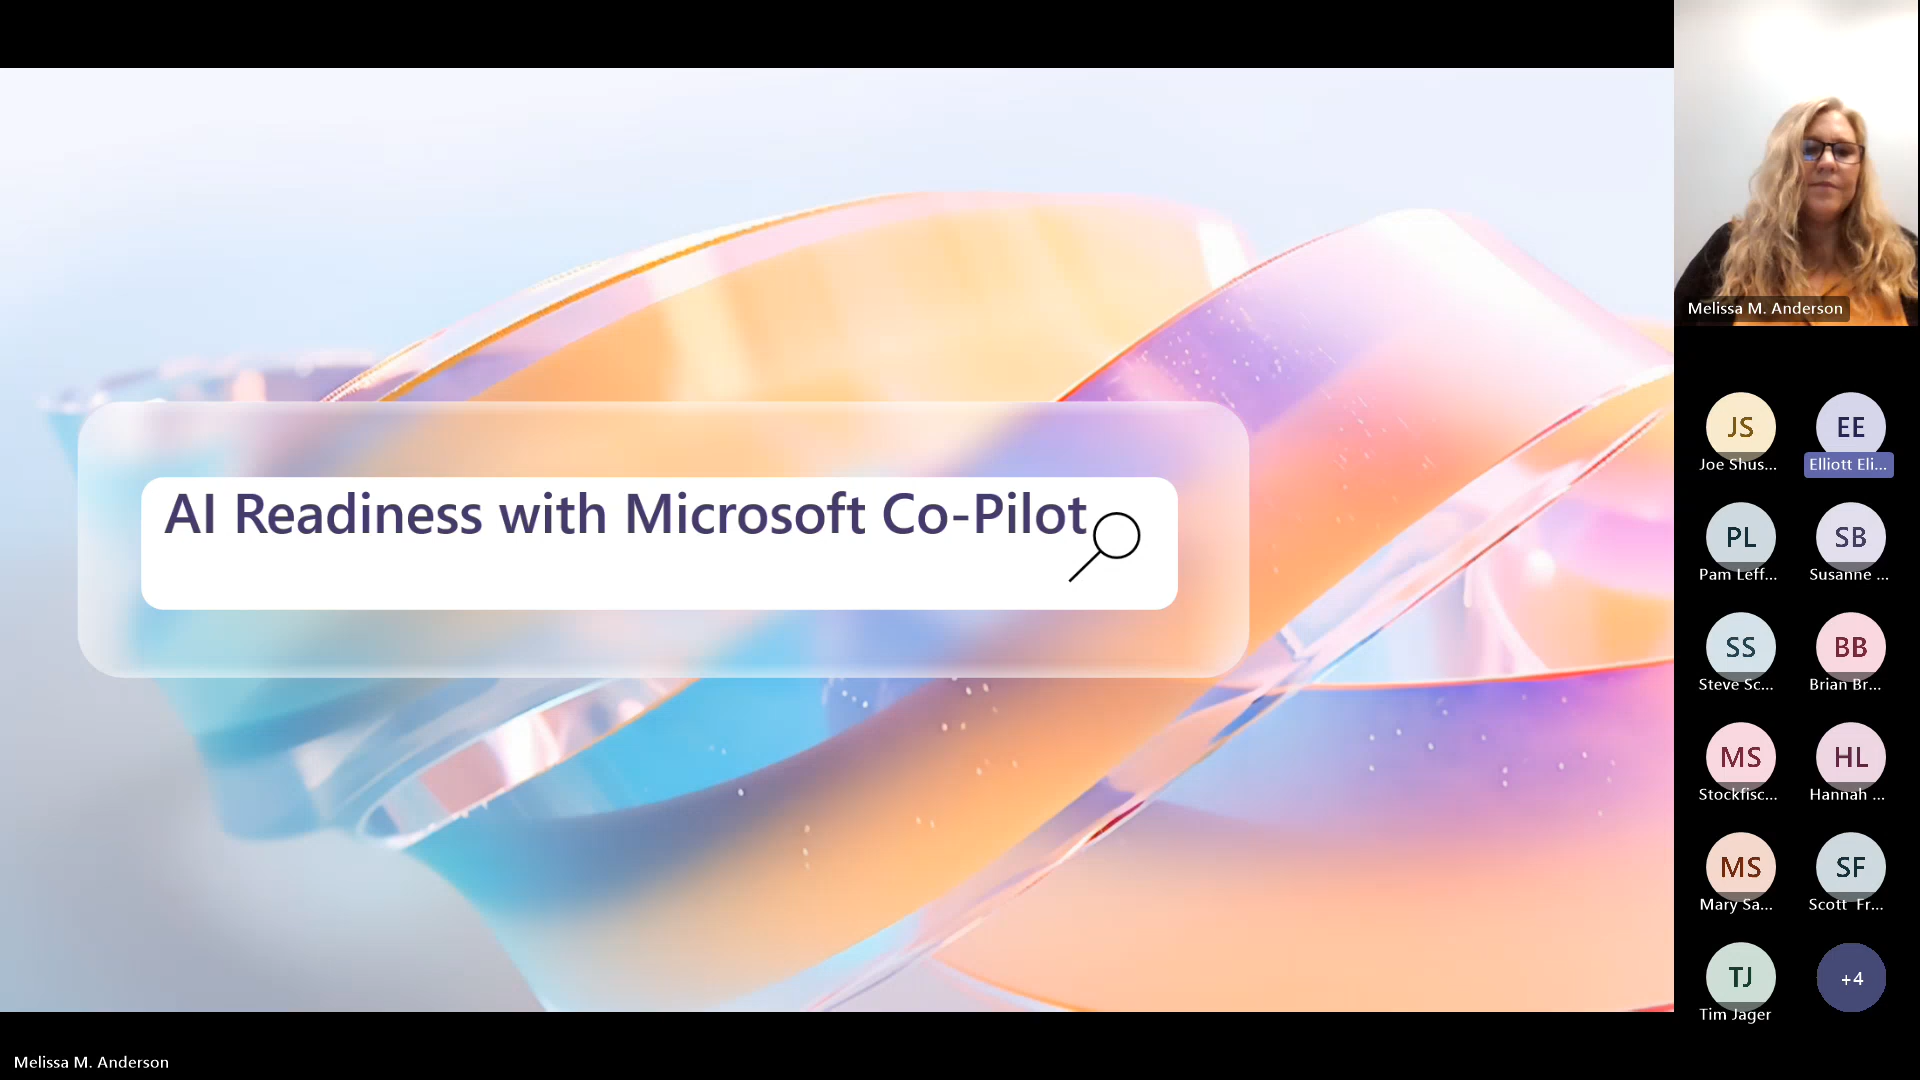 AI Readiness with Microsoft Co-Pilot
Melissa M. Anderson
JS
Joe Shus...
EE
Elliott Eli...
PL
Pam Leff...
SB
Susanne ...
SS
Steve Sc...
BB
Brian Br...
MS
Stockfisc...
HL
Hannah ...
MS
Mary Sa...
SF
Scott Fr...
TJ
Tim Jager
+4
Melissa M. Anderson